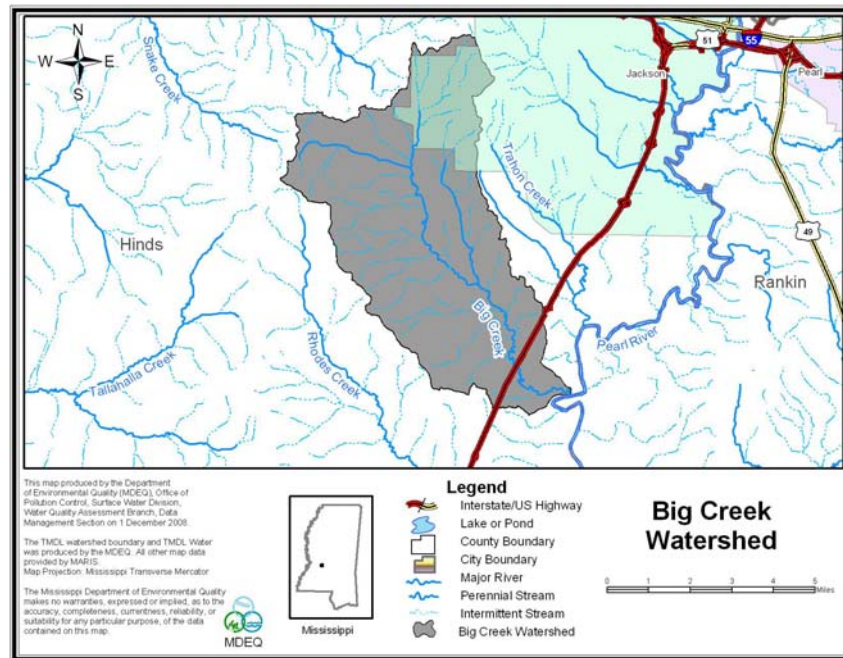 N
W E
S
Snake Creek
51
55
Jackson
Pearl
Trahon Creek
Hinds
49
Rankin
Big Creek
Pearl River
Rhodes Creek
Tallahalla Creek
This map produced by the Department
of Environmental Quality (MDEQ), Office of
Pollution Control, Surface Water Division,
Water Quality Assessment Branch, Data
Management Section on 1 December 2008.
The TMDL watershed boundary and TMDL Water
was produced by the MDEQ. All other map data
provided by MARIS.
Map Projection: Mississippi Transverse Mercator
The Mississippi Department of Environmental Quality
makes no warranties, expressed or implied, as to the
accuracy, completeness, currentness, reliability, or
suitability for any particular purpose, of the data
contained on this map.
MDEQ
Mississippi
Legend
Interstate/US Highway
Lake or Pond
County Boundary
City Boundary
Major River
Perennial Stream
Intermittent Stream
Big Creek Watershed
Big Creek
Watershed
0 1 2 3 4 5
Miles